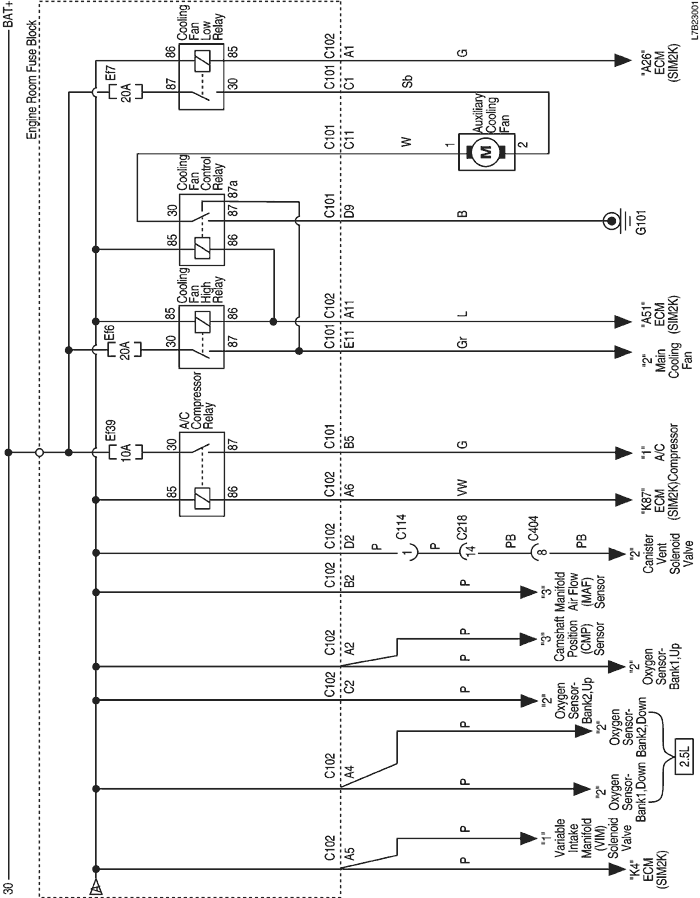 30
BAT+
L7B23001
Engine Room Fuse Block
A
Ef7
20A
Cooling
Fan
Low
Relay
86
85
87
30
C102
A1
G
"A26"
ECM
(SIM2K)
C101
C1
Sb
C101
C11
W
1
2
M
Auxiliary
Cooling
Fan
Cooling
Fan
Control
Relay
87a
30
87
85
86
C101
D9
B
G101
Cooling
Fan
High
Relay
85
86
30
87
Ef6
20A
C102
A11
L
"A51"
ECM
(SIM2K)
C101
E11
Gr
"2"
Main
Cooling
Fan
Ef39
10A
A/C
Compressor
Relay
30
87
85
86
C101
B5
G
"1"
A/C
Compressor
C102
A6
VW
"K87"
ECM
(SIM2K)
C102
D2
P
1
C114
P
14
C218
PB
8
C404
PB
"2"
Canister
Vent
Solenoid
Valve
C102
B2
P
"3"
Manifold
Air Flow
(MAF)
Sensor
C102
A2
P
"3"
Camshaft
Position
(CMP)
Sensor
P
"2"
Oxygen
Sensor-
Bank1,Up
C102
C2
P
"2"
Oxygen
Sensor-
Bank2,Up
C102
A4
P
"2"
Oxygen
Sensor-
Bank2,Down
P
"2"
Oxygen
Sensor-
Bank1,Down
2.5L
C102
A5
P
"1"
Variable
Intake
Manifold
(VIM)
Solenoid
Valve
P
"K4"
ECM
(SIM2K)